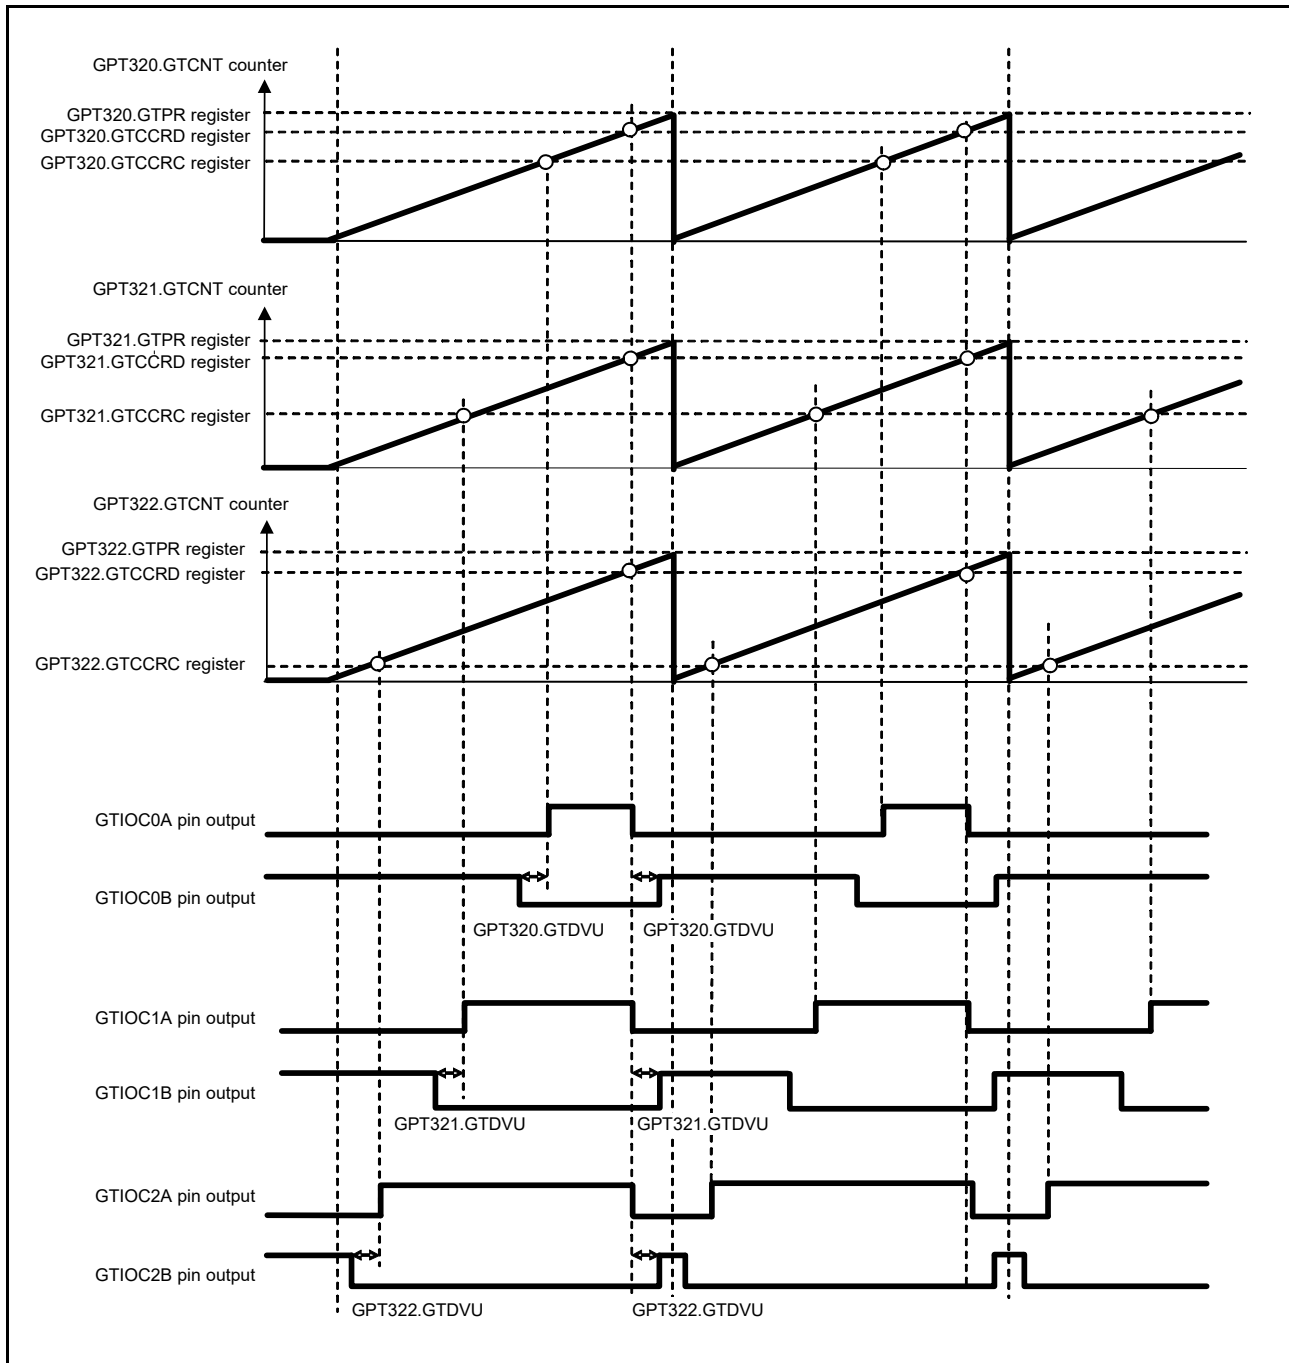 GPT320.GTCNT counter
GPT320.GTPR register
GPT320.GTCCRD register
GPT320.GTCCRC register
GPT321.GTCNT counter
GPT321.GTPR register
GPT321.GTCCRD register
GPT321.GTCCRC register
GPT322.GTCNT counter
GPT322.GTPR register
GPT322.GTCCRD register
GPT322.GTCCRC register
GTIOC0A pin output
GTIOC0B pin output
GPT320.GTDVU GPT320.GTDVU
GTIOC1A pin output
GTIOC1B pin output
GPT321.GTDVU GPT321.GTDVU
GTIOC2A pin output
GTIOC2B pin output
GPT322.GTDVU GPT322.GTDVU